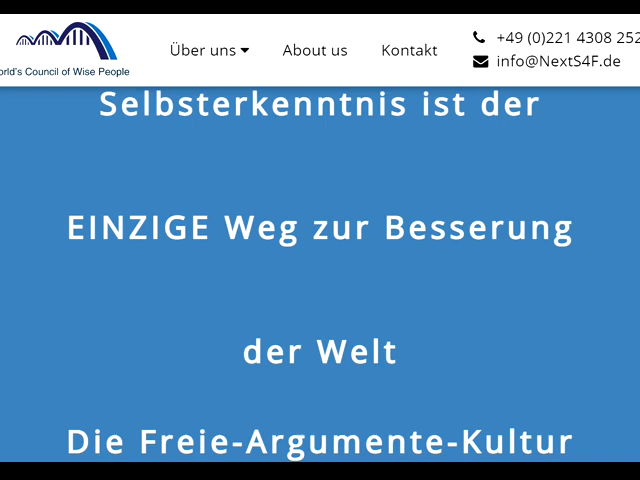 Über uns About us Kontakt
+49 (0)221 4308 252
info@NextS4F.de
Council of Wise People
Selbsterkenntnis ist der
EINZIGE Weg zur Besserung
der Welt
Die Freie-Argumente-Kultur